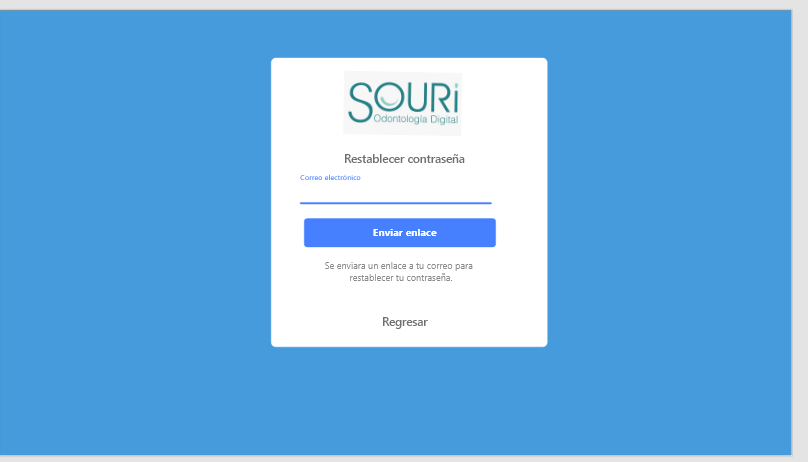 SOURi
Odontología Digital
Restablecer contraseña
Correo electrónico
Enviar enlace
Se enviara un enlace a tu correo para
restablecer tu contraseña.
Regresar